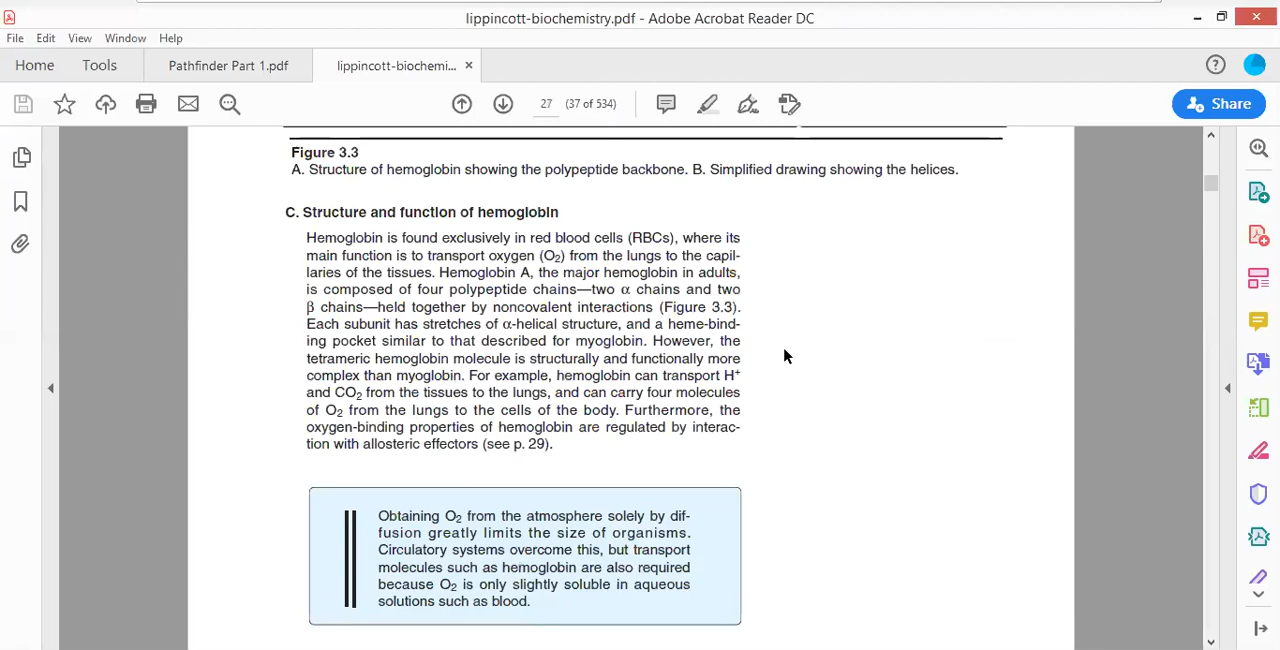 lippincott-biochemistry.pdf - Adobe Acrobat Reader DC
File Edit View Window Help
Home Tools Pathfinder Part 1.pdf lippincott-biochemi... ×
27 (37 of 534) Share
Figure 3.3
A. Structure of hemoglobin showing the polypeptide backbone. B. Simplified drawing showing the helices.
C. Structure and function of hemoglobin
Hemoglobin is found exclusively in red blood cells (RBCs), where its
main function is to transport oxygen (O₂) from the lungs to the capil-
laries of the tissues. Hemoglobin A, the major hemoglobin in adults,
is composed of four polypeptide chains—two α chains and two
β chains—held together by noncovalent interactions (Figure 3.3).
Each subunit has stretches of α-helical structure, and a heme-bind-
ing pocket similar to that described for myoglobin. However, the
tetrameric hemoglobin molecule is structurally and functionally more
complex than myoglobin. For example, hemoglobin can transport H⁺
and CO₂ from the tissues to the lungs, and can carry four molecules
of O₂ from the lungs to the cells of the body. Furthermore, the
oxygen-binding properties of hemoglobin are regulated by interac-
tion with allosteric effectors (see p. 29).
Obtaining O₂ from the atmosphere solely by dif-
fusion greatly limits the size of organisms.
Circulatory systems overcome this, but transport
molecules such as hemoglobin are also required
because O₂ is only slightly soluble in aqueous
solutions such as blood.